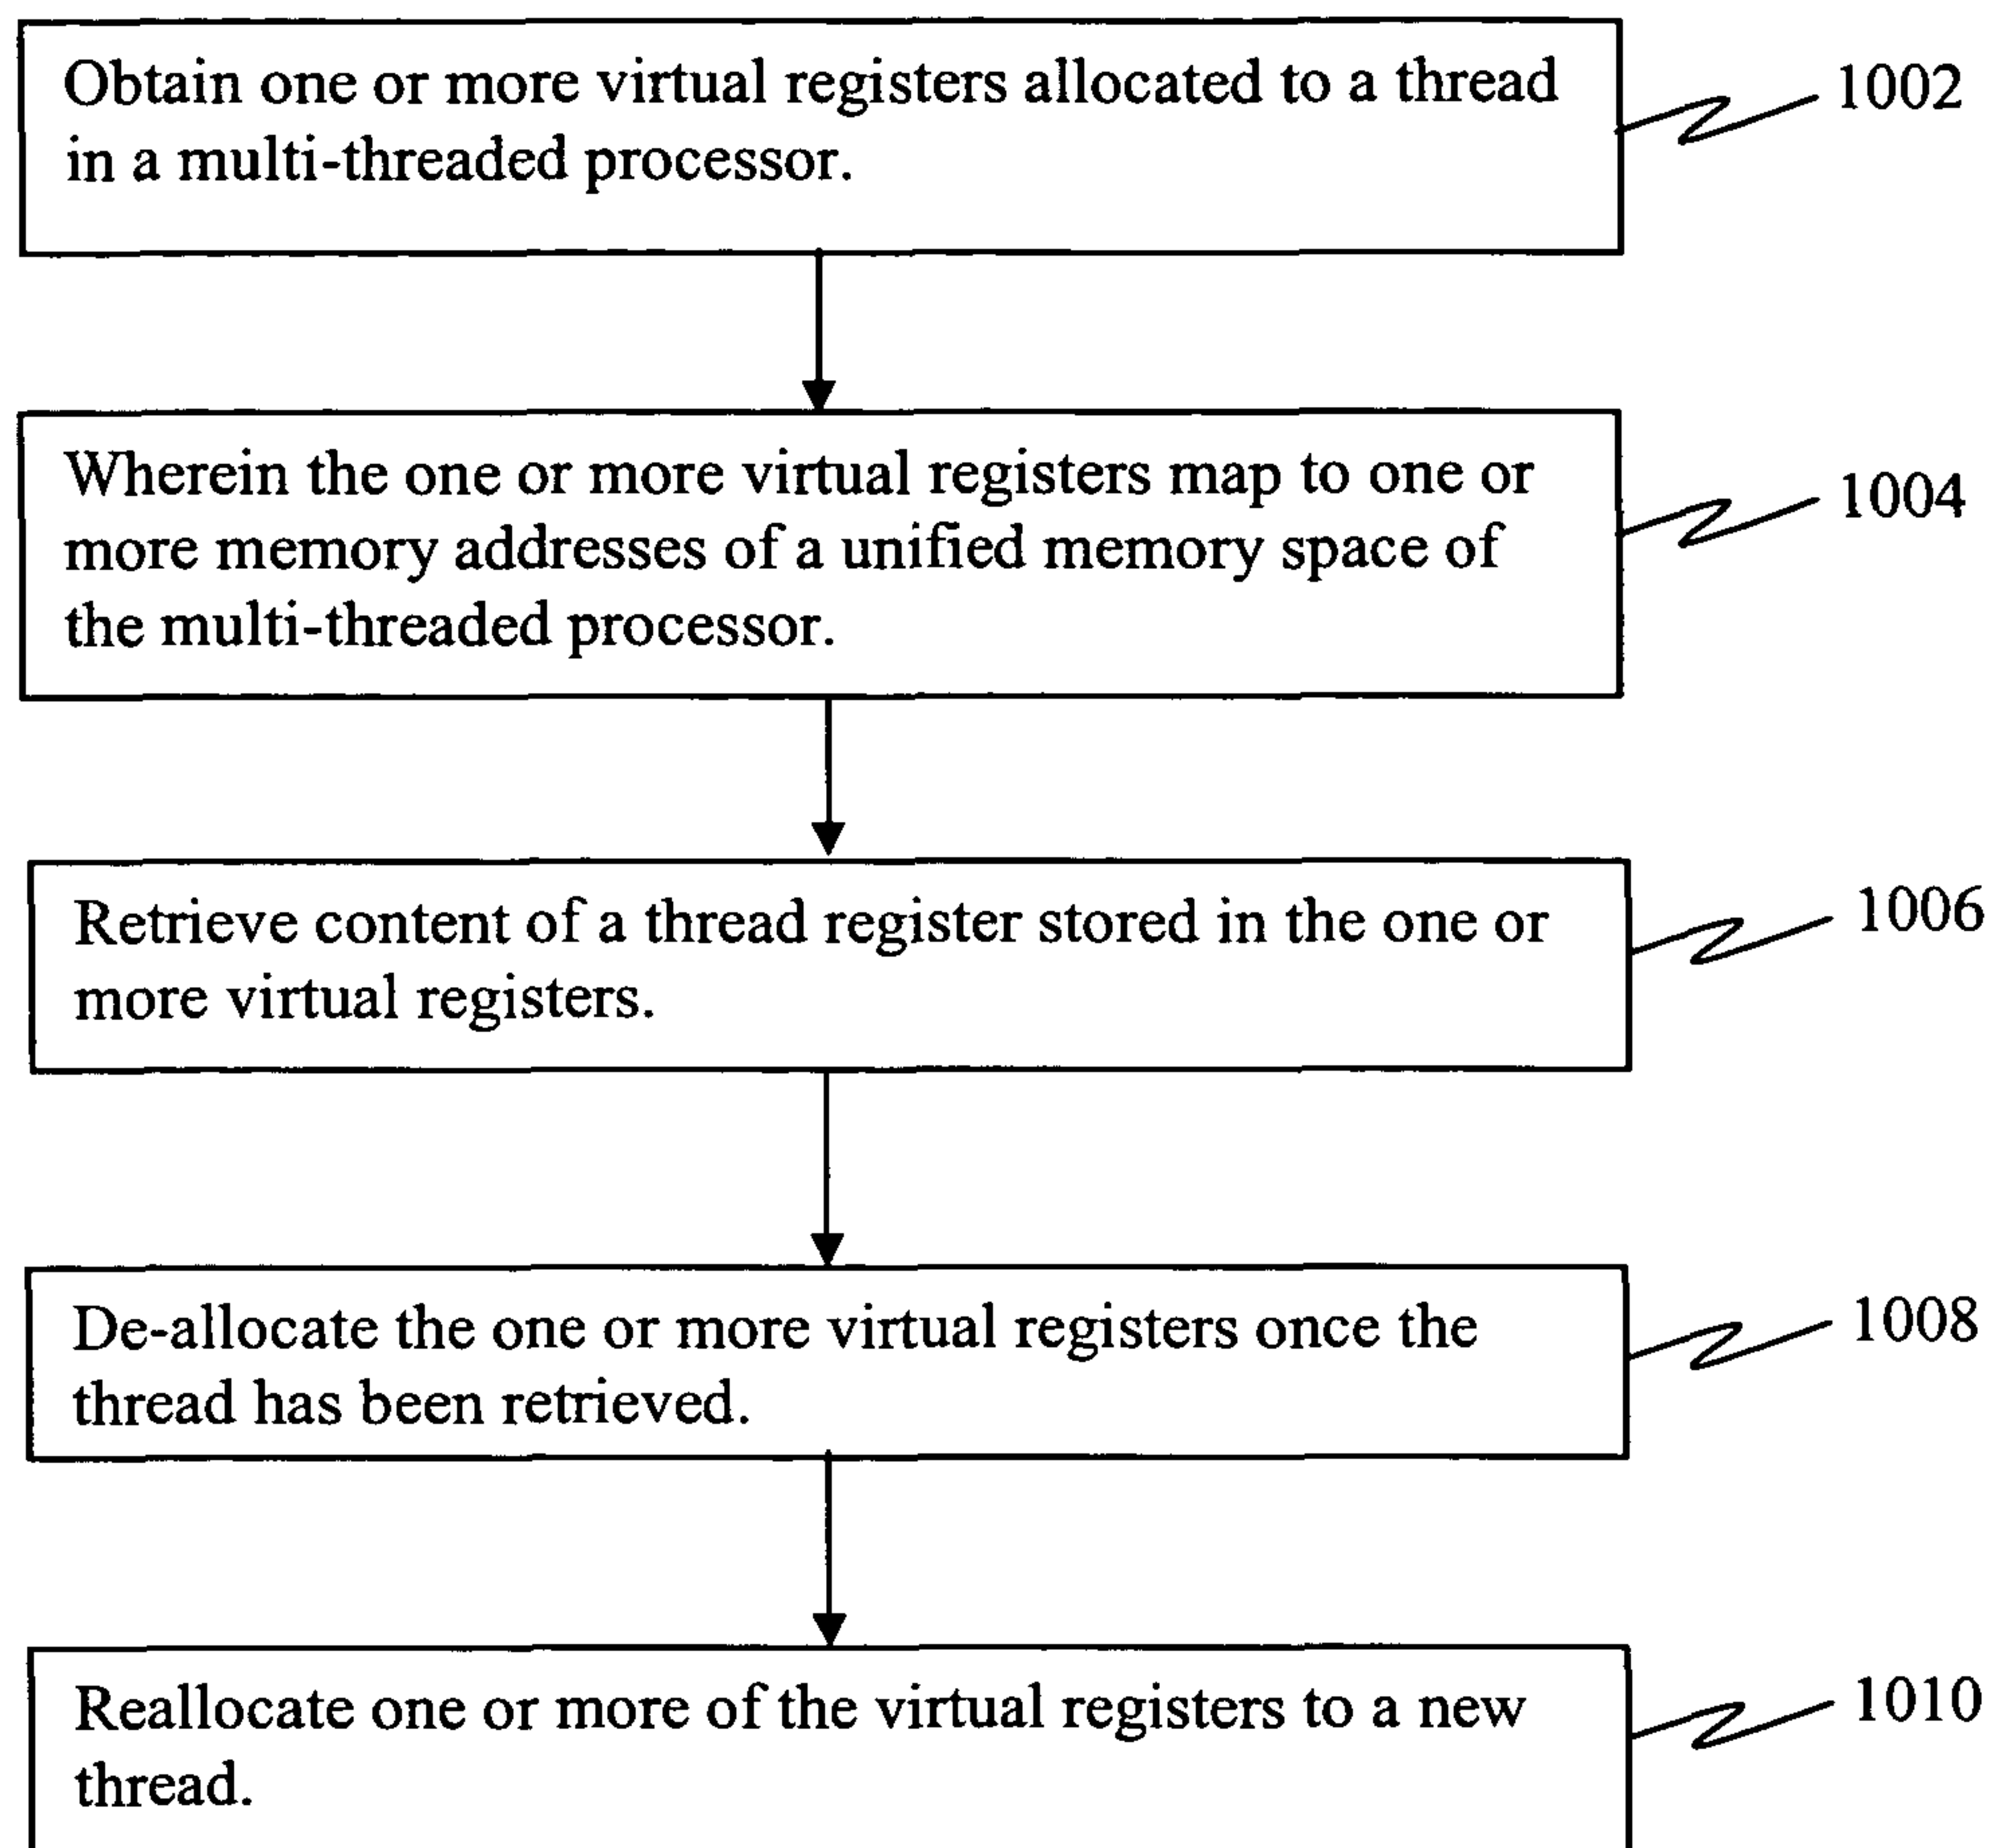 Obtain one or more virtual registers allocated to a thread
in a multi-threaded processor.
1002
Wherein the one or more virtual registers map to one or
more memory addresses of a unified memory space of
the multi-threaded processor.
1004
Retrieve content of a thread register stored in the one or
more virtual registers.
1006
De-allocate the one or more virtual registers once the
thread has been retrieved.
1008
Reallocate one or more of the virtual registers to a new
thread.
1010